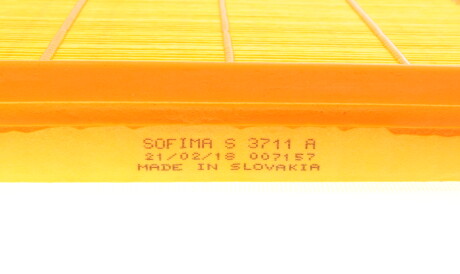 SOFIMA S 3711 A
21/02/18 007157
MADE IN SLOVAKIA